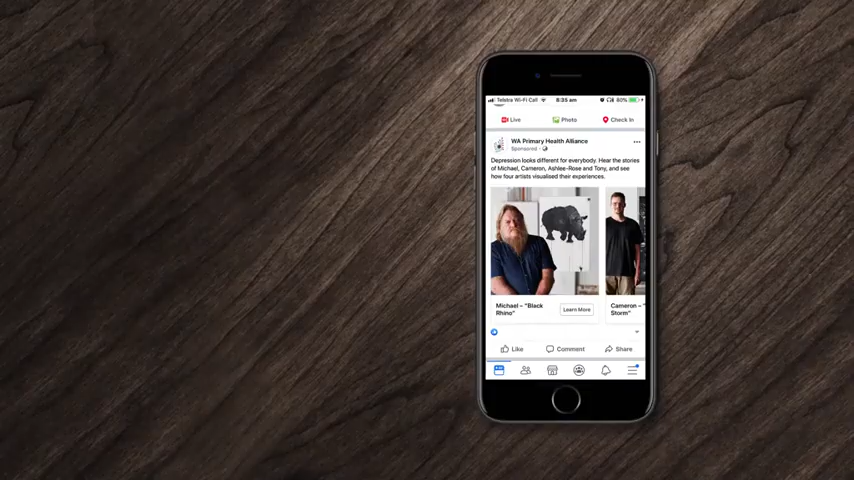 Telstra Wi-Fi Call 8:35 am 80%
Live Photo Check In
WA Primary Health Alliance
Sponsored ·
Depression looks different for everybody. Hear the stories
of Michael, Cameron, Ashlee-Rose and Tony, and see
how four artists visualised their experiences.
Michael – "Black
Rhino"
Learn More
Cameron – "
Storm"
Like Comment Share